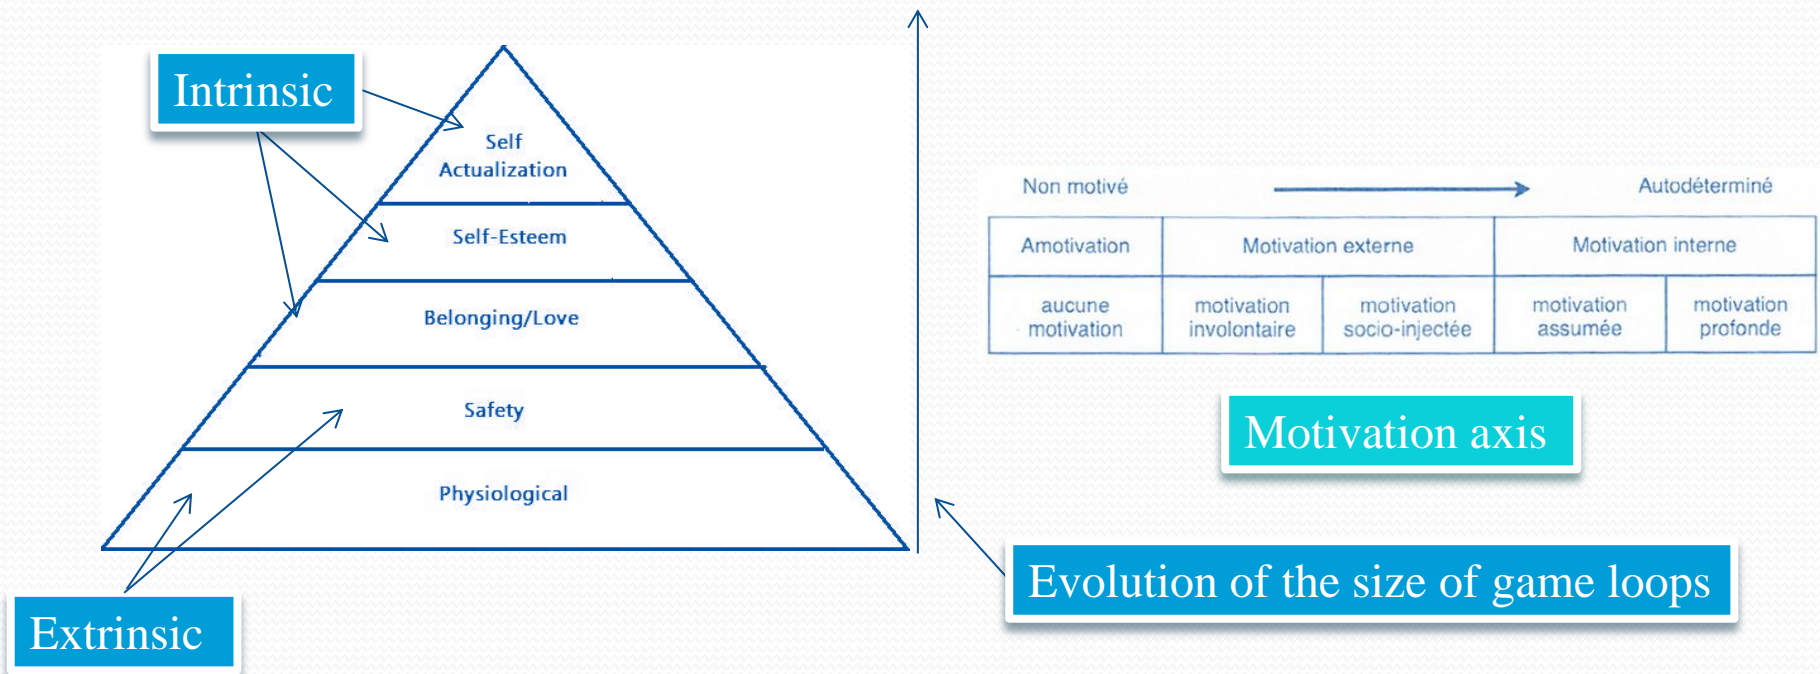 Intrinsic
Self
Actualization
Self-Esteem
Belonging/Love
Safety
Physiological
Extrinsic
Non motivé
Autodéterminé
Amotivation
Motivation externe
Motivation interne
aucune
motivation
motivation
involontaire
motivation
socio-injectée
motivation
assumée
motivation
profonde
Motivation axis
Evolution of the size of game loops